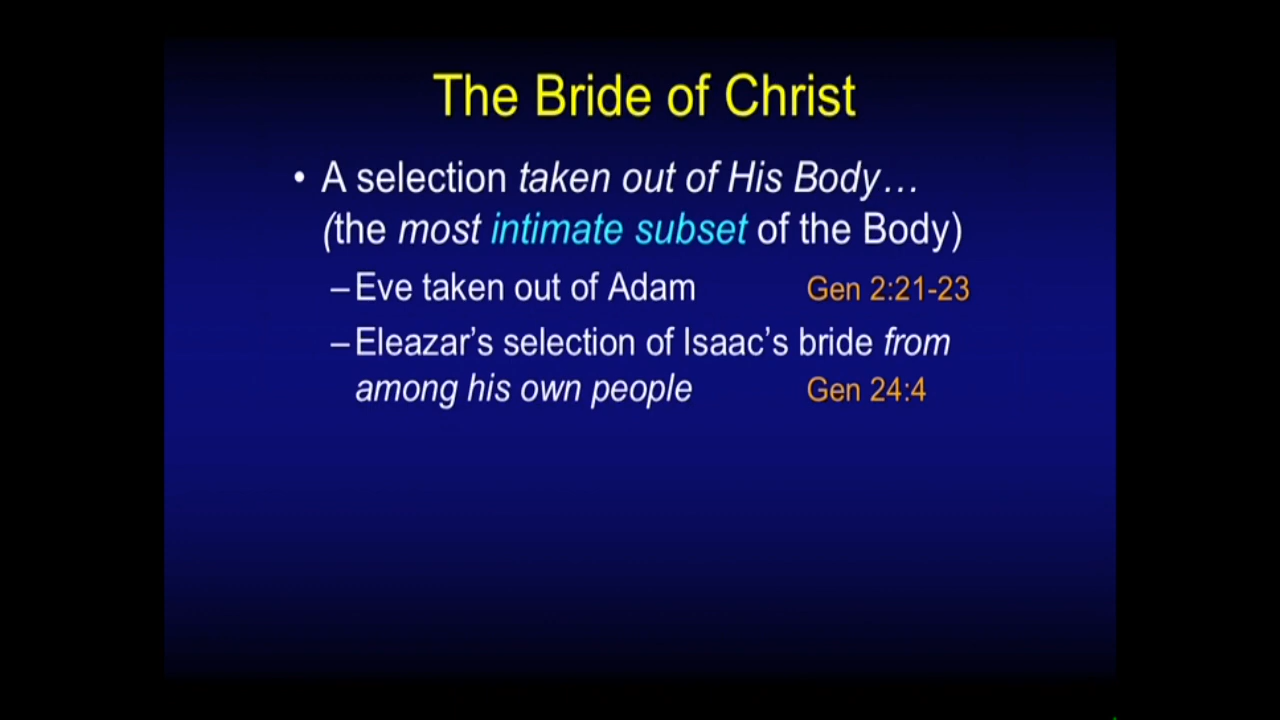 The Bride of Christ
• A selection taken out of His Body…
(the most intimate subset of the Body)
–Eve taken out of Adam Gen 2:21-23
–Eleazar’s selection of Isaac’s bride from
among his own people Gen 24:4